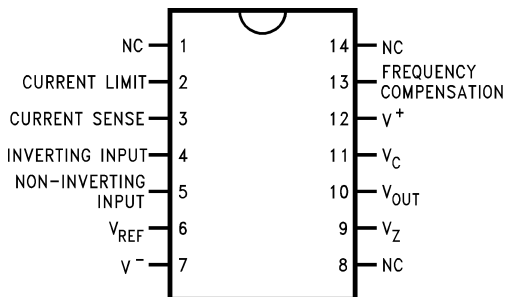 NC 1 14 NC
CURRENT LIMIT 2 13 FREQUENCY
COMPENSATION
CURRENT SENSE 3 12 V+
INVERTING INPUT 4 11 VC
NON-INVERTING
INPUT 5 10 VOUT
VREF 6 9 VZ
V- 7 8 NC